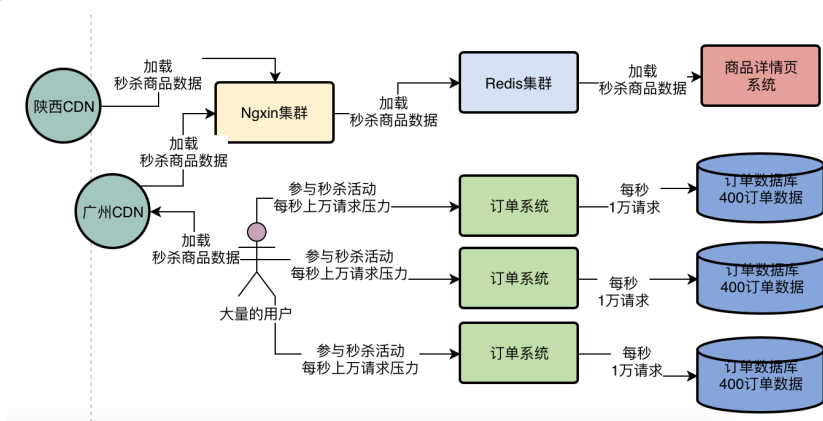 加载
秒杀商品数据
陕西CDN
Ngxin集群
加载
秒杀商品数据
Redis集群
加载
秒杀商品数据
商品详情页
系统
加载
秒杀商品数据
广州CDN
加载
秒杀商品数据
大量的用户
参与秒杀活动
每秒上万请求压力
订单系统
每秒
1万请求
订单数据库
400订单数据
参与秒杀活动
每秒上万请求压力
订单系统
每秒
1万请求
订单数据库
400订单数据
参与秒杀活动
每秒上万请求压力
订单系统
每秒
1万请求
订单数据库
400订单数据